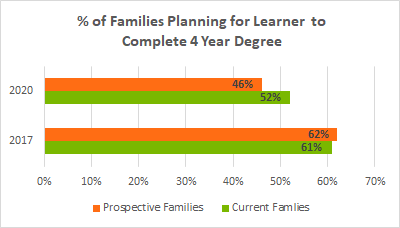 % of Families Planning for Learner to
Complete 4 Year Degree
2020
46%
52%
2017
62%
61%
0% 10% 20% 30% 40% 50% 60% 70%
Prospective Families Current Famlies